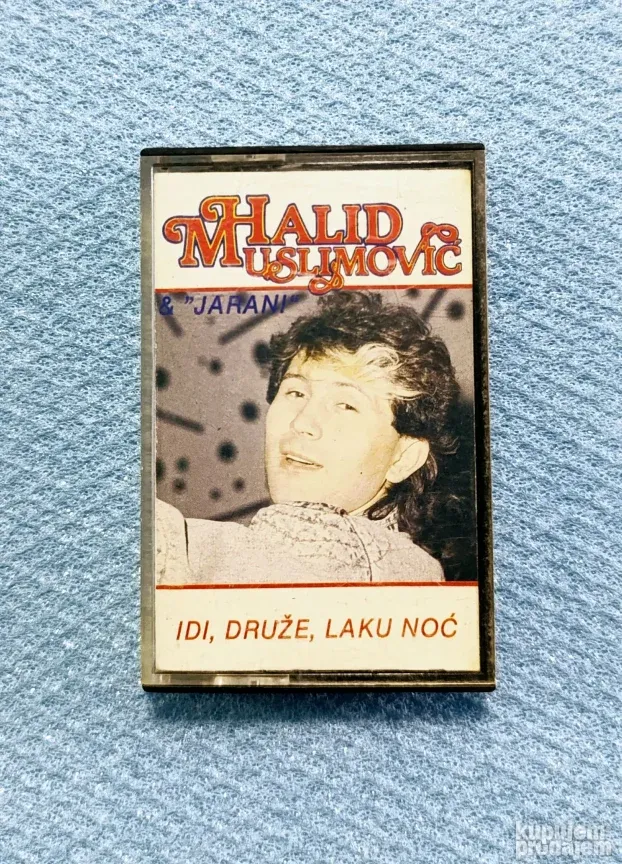 HALID
MUSLIMOVIĆ
& "JARANI"
IDI, DRUŽE, LAKU NOĆ
kupujem
prodajem